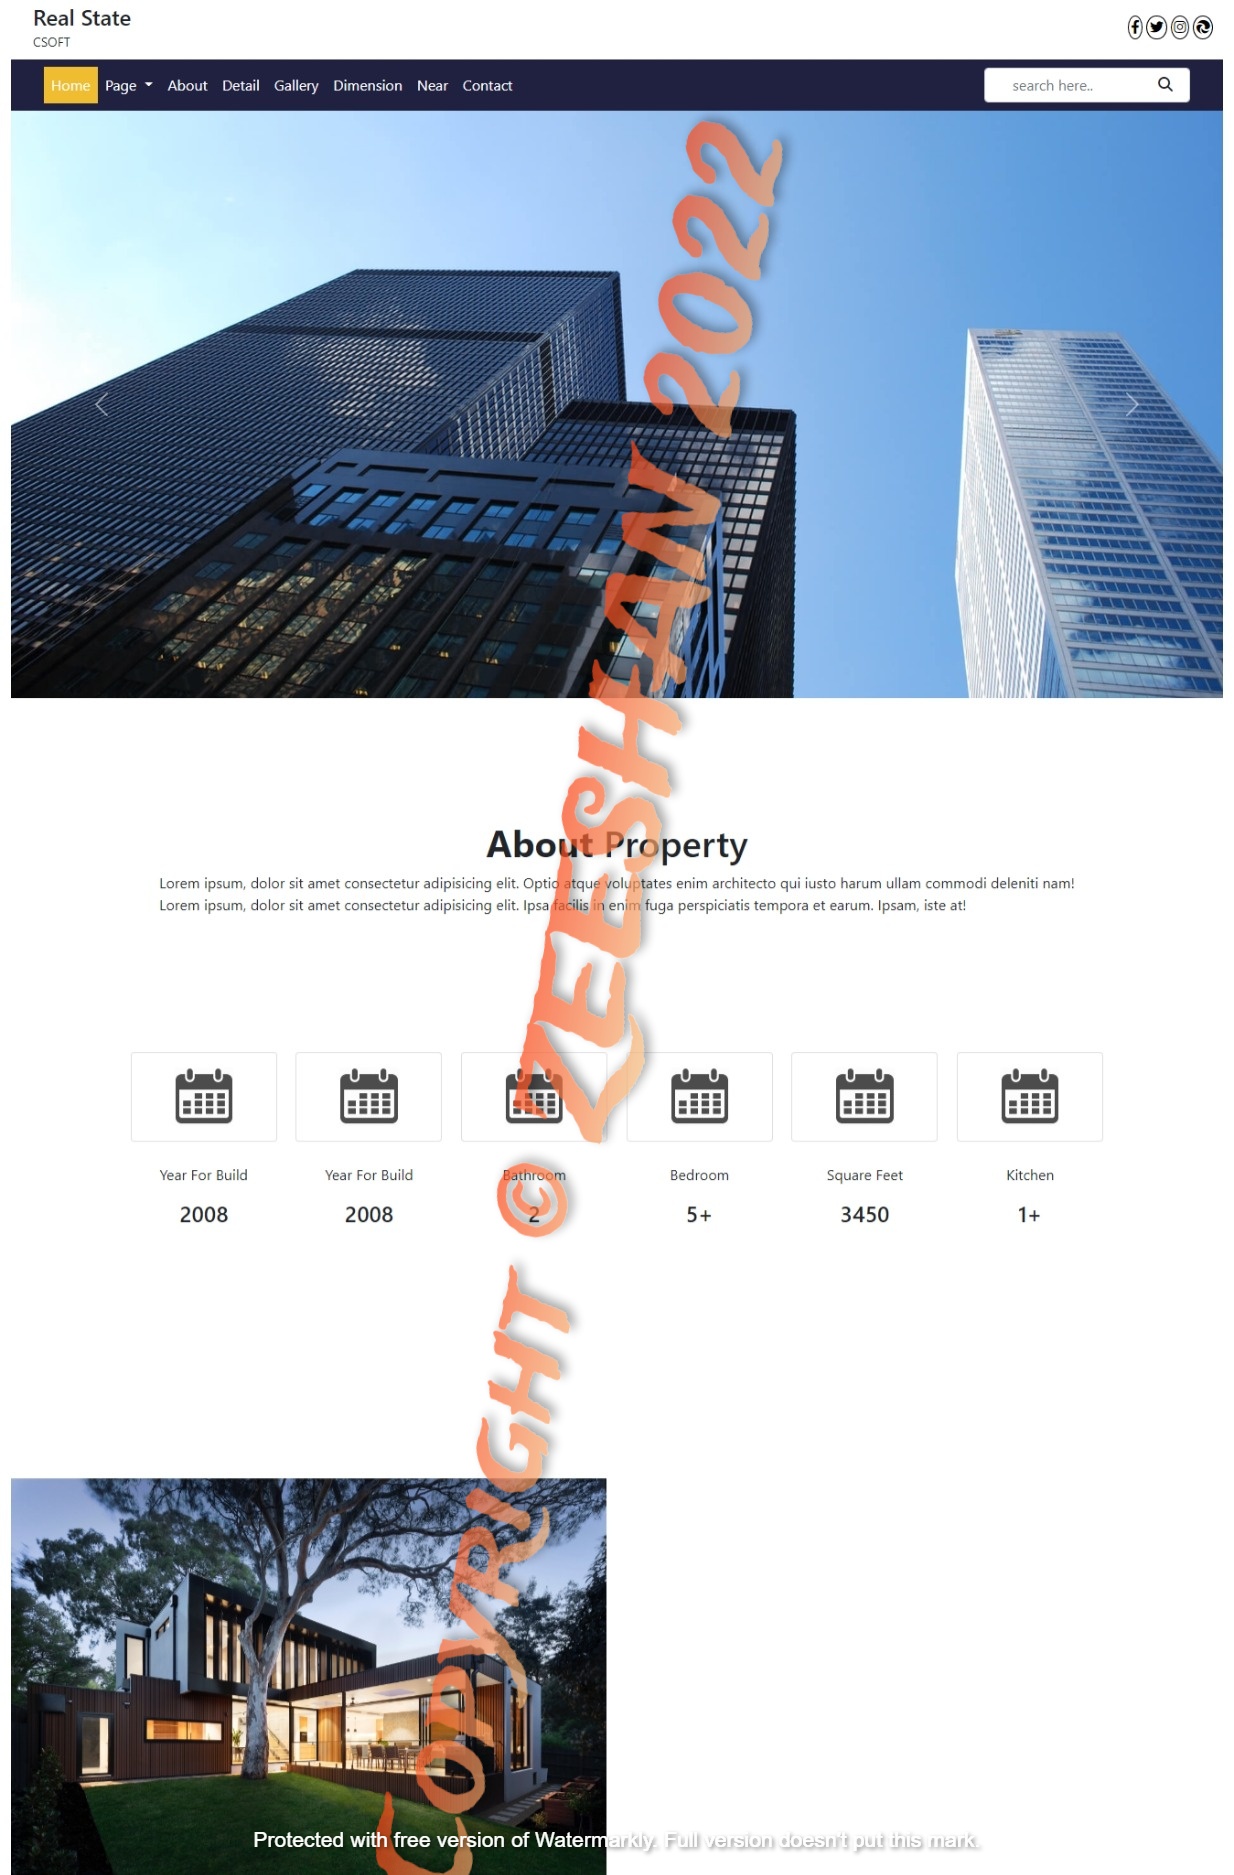 Real State
CSOFT
Home Page About Detail Gallery Dimension Near Contact search here..
About Property
Lorem ipsum, dolor sit amet consectetur adipisicing elit. Optio atque voluptates enim architecto qui iusto harum ullam commodi deleniti nam!
Lorem ipsum, dolor sit amet consectetur adipisicing elit. Ipsa facilis in enim fuga perspiciatis tempora et earum. Ipsam, iste at!
Year For Build Year For Build Bathroom Bedroom Square Feet Kitchen
2008 2008 2 5+ 3450 1+
COPYRIGHT © ZEESHAN 2022
Protected with free version of Watermarkly. Full version doesn't put this mark.